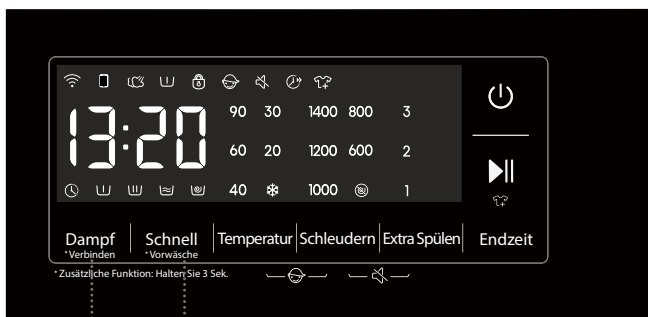 90 30 1400 800 3
13:20
60 20 1200 600 2
40 1000 1
Dampf Schnell Temperatur Schleudern Extra Spülen Endzeit
*Verbinden *Vorwäsche
*Zusätzliche Funktion: Halten Sie 3 Sek.